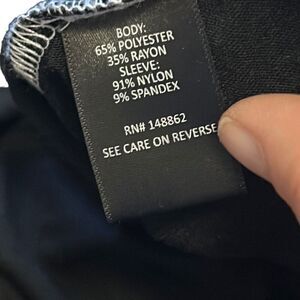 BODY:
65% POLYESTER
35% RAYON
SLEEVE:
91% NYLON
9% SPANDEX
RN# 148862
SEE CARE ON REVERSE